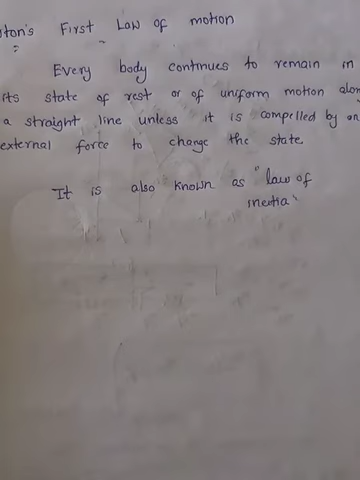 ton's First Law of motion
Every body continues to remain in
its state of rest or of uniform motion alon
a straight line unless it is compelled by an
external force to change the state.
It is also known as "law of
inertia"